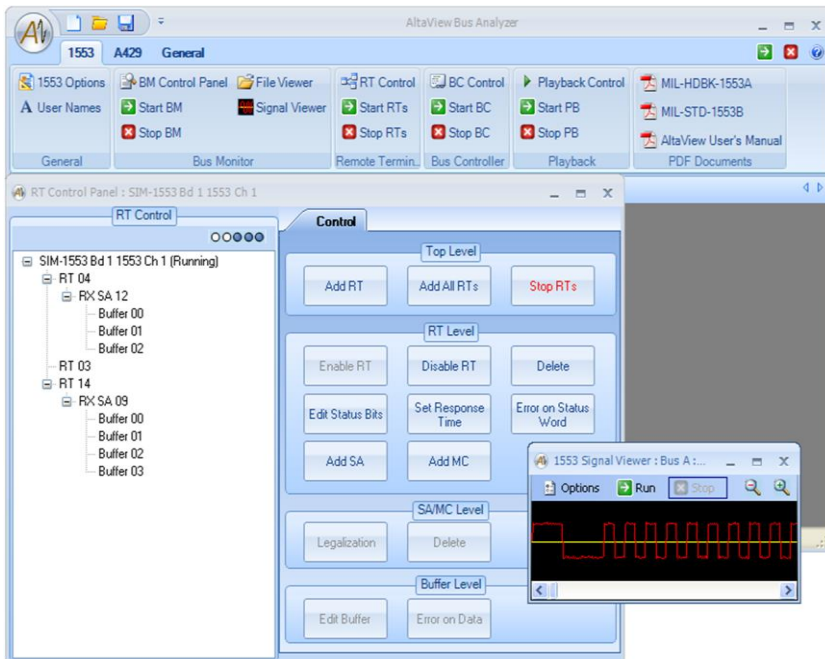 AltaView Bus Analyzer
1553 A429 General
1553 Options BM Control Panel File Viewer RT Control BC Control Playback Control MIL-HDBK-1553A
A User Names Start BM Signal Viewer Start RTs Start BC Start PB MIL-STD-1553B
Stop BM Stop RTs Stop BC Stop PB AltaView User's Manual
General Bus Monitor Remote Termin... Bus Controller Playback PDF Documents
RT Control Panel : SIM-1553 Bd 1 1553 Ch 1
RT Control
Control
SIM-1553 Bd 1 1553 Ch 1 (Running)
RT 04
RX SA 12
Buffer 00
Buffer 01
Buffer 02
RT 03
RT 14
RX SA 09
Buffer 00
Buffer 01
Buffer 02
Buffer 03
Top Level
Add RT Add All RTs Stop RTs
RT Level
Enable RT Disable RT Delete
Edit Status Bits Set Response Time Error on Status Word
Add SA Add MC
SA/MC Level
Legalization Delete
Buffer Level
Edit Buffer Error on Data
1553 Signal Viewer : Bus A :...
Options Run Stop